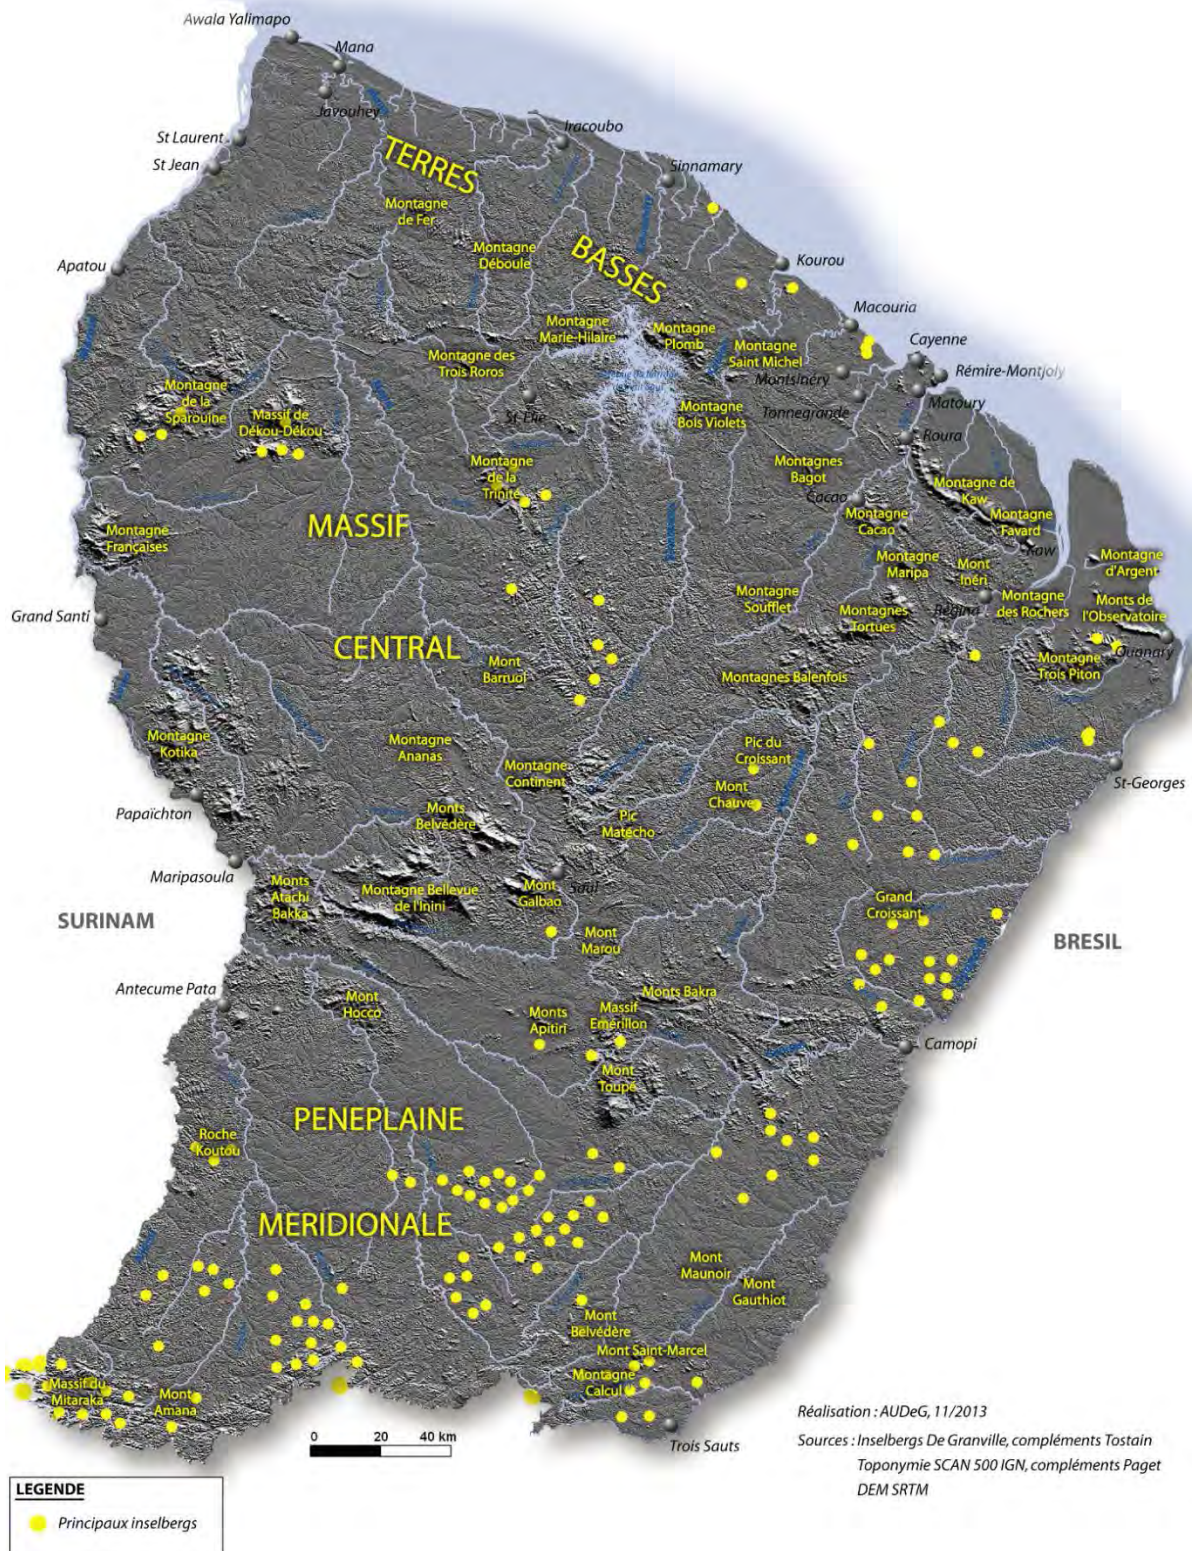 Awala Yalimapo
Mana
Javouhey
St Laurent
St Jean
Iracoubo
Sinnamary
TERRES
BASSES
Montagne
de Fer
Montagne
Déboule
Apatou
Kourou
Macouria
Cayenne
Rémire-Montjoly
Matoury
Montagne
Marie-Hilaire
Montagne
Plomb
Montagne
Saint Michel
Montsinéry
Tonnegrande
Montagne des
Trois Roros
St-Elie
Montagne
Bois Violets
Roura
Montagne
de la
Sparouine
Massif de
Dékou-Dékou
Montagne
de la
Trinité
Montagnes
Bagot
Cacao
Montagne
Cacao
Montagne de
Kaw
Montagne
Favard
Kaw
MASSIF
Montagne
Françaises
Montagne
Maripa
Mont
Inéri
Montagne
d'Argent
Montagne
Soufflet
Montagnes
Tortues
Régina
Montagne
des Rochers
Monts de
l'Observatoire
Ouanary
Grand Santi
CENTRAL
Mont
Barruol
Montagnes Balenfois
Montagne
Trois Piton
Montagne
Kotika
Montagne
Ananas
Montagne
Continent
Pic du
Croissant
Mont
Chauve
St-Georges
Papaïchton
Monts
Belvédère
Pic
Matécho
Maripasoula
Monts
Atachi
Bakka
Montagne Bellevue
de l'Inini
Mont
Galbao
Saül
Grand
Croissant
SURINAM
Mont
Marou
BRESIL
Antecume Pata
Mont
Hocco
Monts
Apitiri
Massif
Emérillon
Monts Bakra
Camopi
Mont
Toupé
PENEPLAINE
Roche
Koutou
MERIDIONALE
Mont
Maunoir
Mont
Gauthiot
Mont
Belvédère
Mont Saint-Marcel
Montagne
Calcul
Massif du
Mitaraka
Mont
Amana
Trois Sauts
0 20 40 km
Réalisation : AUDeG, 11/2013
Sources : Inselbergs De Granville, compléments Tostain
Toponymie SCAN 500 IGN, compléments Paget
DEM SRTM
LEGENDE
Principaux inselbergs